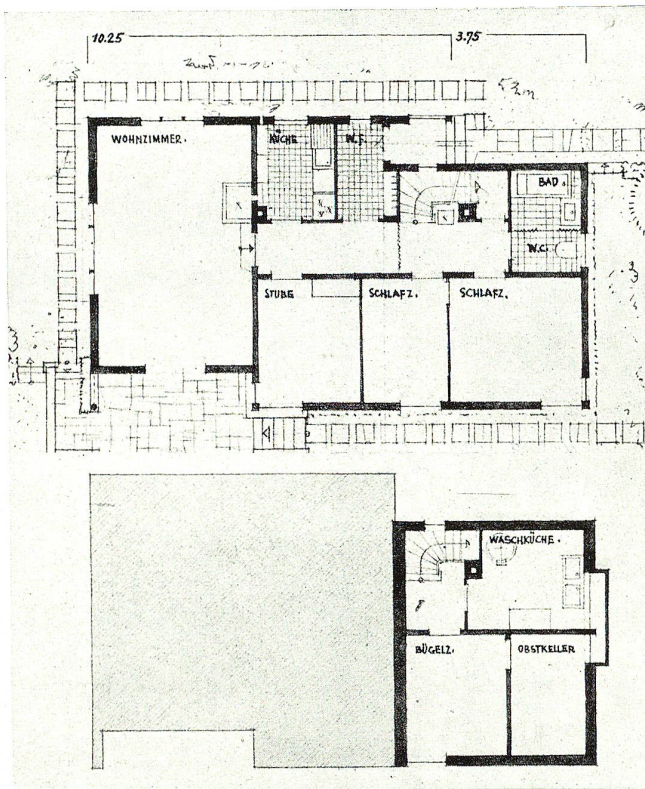 10.25 3.75
WOHNZIMMER.
KÜCHE
W.F.
BAD.
W.C.
STUBE
SCHLAFZ.
SCHLAFZ.
WASCHKÜCHE.
BÜGELZ.
OBSTKELLER